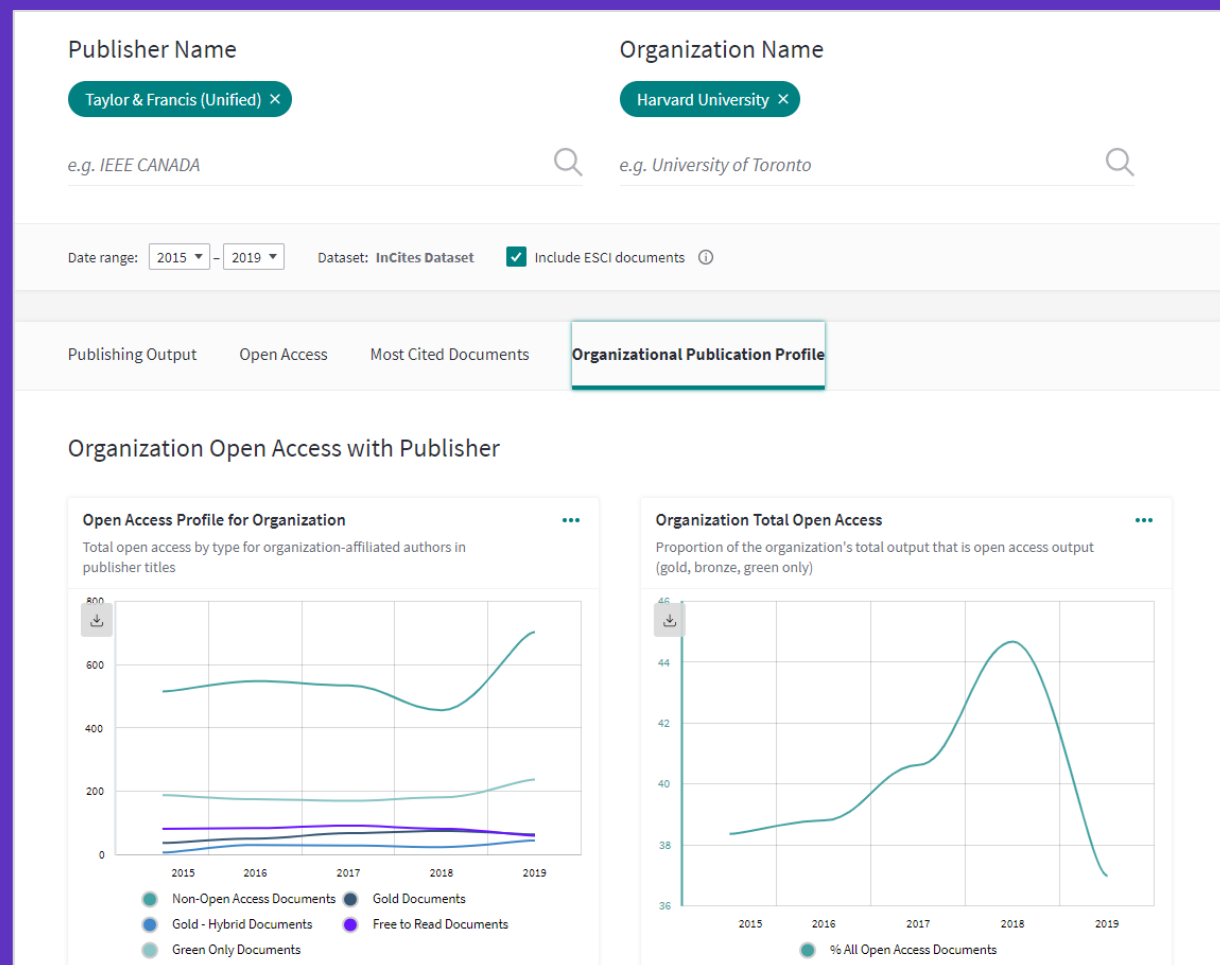 Publisher Name
Organization Name
Taylor & Francis (Unified) ×
Harvard University ×
e.g. IEEE CANADA
e.g. University of Toronto
Date range: 2015 ▼ – 2019 ▼ Dataset: InCites Dataset Include ESCI documents
Publishing Output Open Access Most Cited Documents Organizational Publication Profile
Organization Open Access with Publisher
Open Access Profile for Organization
Total open access by type for organization-affiliated authors in
publisher titles
800
600
400
200
0
2015 2016 2017 2018 2019
Non-Open Access Documents Gold Documents
Gold - Hybrid Documents Free to Read Documents
Green Only Documents
Organization Total Open Access
Proportion of the organization's total output that is open access output
(gold, bronze, green only)
46
44
42
40
38
36
2015 2016 2017 2018 2019
% All Open Access Documents